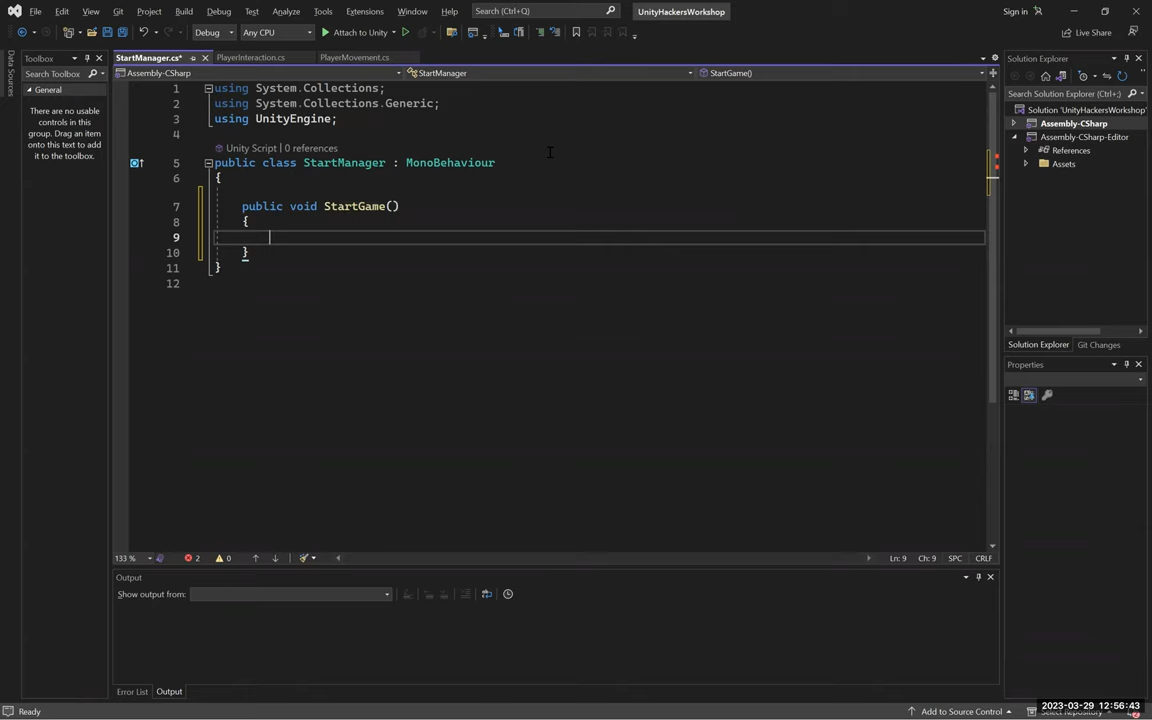 File Edit View Git Project Build Debug Test Analyze Tools Extensions Window Help Search (Ctrl+Q) UnityHackersWorkshop Sign in
Debug Any CPU Attach to Unity Live Share
Data Sources
Toolbox
Search Toolbox
General
There are no usable
controls in this
group. Drag an item
onto this text to add
it to the toolbox.
StartManager.cs* PlayerInteraction.cs PlayerMovement.cs
Assembly-CSharp StartManager StartGame()
1 using System.Collections;
2 using System.Collections.Generic;
3 using UnityEngine;
4
Unity Script | 0 references
5 public class StartManager : MonoBehaviour
6 {
7 public void StartGame()
8 {
9
10 }
11 }
12
133 % 2 0 Ln: 9 Ch: 9 SPC CRLF
Output
Show output from:
Error List Output
Solution Explorer
Search Solution Explorer (Ctrl+;)
Solution 'UnityHackersWorkshop'
Assembly-CSharp
Assembly-CSharp-Editor
References
Assets
Solution Explorer Git Changes
Properties
Ready Add to Source Control
2023-03-29 12:56:43